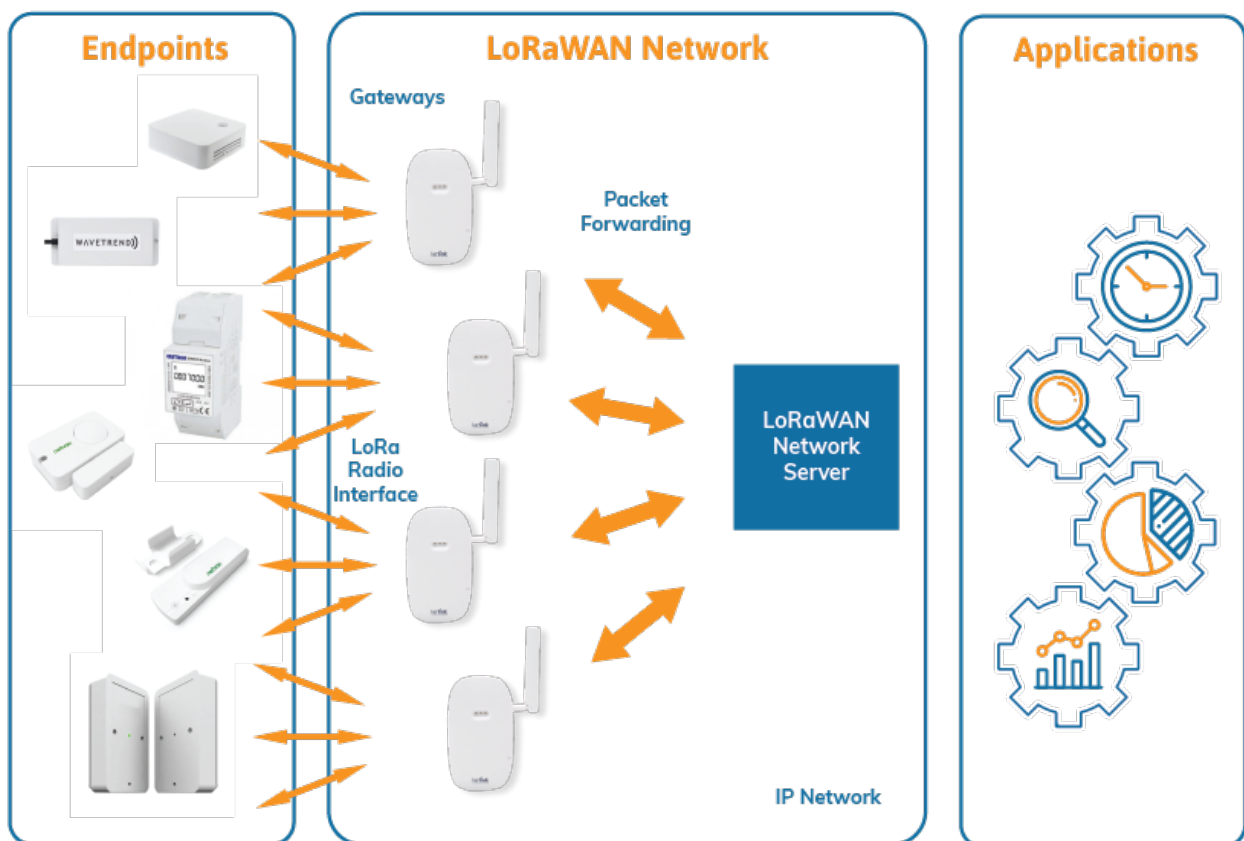 Endpoints
LoRaWAN Network
Applications
Gateways
Packet
Forwarding
WAVETREND
LoRa
Radio
Interface
LoRaWAN
Network
Server
IP Network